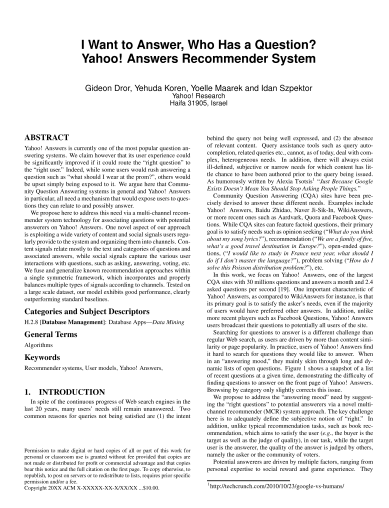 I Want to Answer, Who Has a Question?
Yahoo! Answers Recommender System
Gideon Dror, Yehuda Koren, Yoelle Maarek and Idan Szpektor
Yahoo! Research
Haifa 31905, Israel
ABSTRACT
Yahoo! Answers is currently one of the most popular question answering systems. We claim however that its user experience could
be significantly improved if it could route the "right question" to
the "right user." Indeed, while some users would rush answering a
question such as "what should I wear at the prom?", others would
be upset simply being exposed to it. We argue here that Community Question Answering sites in general and Yahoo! Answers
in particular, all need a mechanism that would expose users to questions they can relate to and possibly answer.
We propose here to address this need via a multi-channel recommender system technology for associating questions with potential
answerers on Yahoo! Answers. One novel aspect of our approach
is exploiting a wide variety of content and social signals users regularly provide to the system and organizing them into channels. Content signals relate mostly to the text and categories of questions and
associated answers, while social signals capture the various user
interactions with questions, such as asking, answering, voting, etc.
We fuse and generalize known recommendation approaches within
a single symmetric framework, which incorporates and properly
balances multiple types of signals according to channels. Tested on
a large scale dataset, our model exhibits good performance, clearly
outperforming standard baselines.
Categories and Subject Descriptors
H.2.8 [Database Management]: Database Apps—Data Mining
General Terms
Algorithms
Keywords
Recommender systems, User models, Yahoo! Answers,
1. INTRODUCTION
In spite of the continuous progress of Web search engines in the
last 20 years, many users' needs still remain unanswered. Two
common reasons for queries not being satisfied are (1) the intent
Permission to make digital or hard copies of all or part of this work for
personal or classroom use is granted without fee provided that copies are
not made or distributed for profit or commercial advantage and that copies
bear this notice and the full citation on the first page. To copy otherwise, to
republish, to post on servers or to redistribute to lists, requires prior specific
permission and/or a fee.
Copyright 20XX ACM X-XXXXX-XX-X/XX/XX ...$10.00.
behind the query not being well expressed, and (2) the absence
of relevant content. Query assistance tools such as query autocompletion, related queries etc., cannot, as of today, deal with complex, heterogeneous needs. In addition, there will always exist
ill-defined, subjective or narrow needs for which content has little chance to have been authored prior to the query being issued.
As humorously written by Alexia Tsotsis¹ "Just Because Google
Exists Doesn't Mean You Should Stop Asking People Things."
Community Question Answering (CQA) sites have been precisely devised to answer these different needs. Examples include
Yahoo! Answers, Baidu Zhidao, Naver Ji-Sik-In, WikiAnswers,
or more recent ones such as Aardvark, Quora and Facebook Questions. While CQA sites can feature factoid questions, their primary
goal is to satisfy needs such as opinion seeking ("What do you think
about my song lyrics?"), recommendation ("We are a family of five,
what's a good rental destination in Europe?"), open-ended questions, ("I would like to study in France next year, what should I
do if I don't master the language?"), problem solving ("How do I
solve this Poisson distribution problem?"), etc.
In this work, we focus on Yahoo! Answers, one of the largest
CQA sites with 30 millions questions and answers a month and 2.4
asked questions per second [19]. One important characteristic of
Yahoo! Answers, as compared to WikiAnswers for instance, is that
its primary goal is to satisfy the asker's needs, even if the majority
of users would have preferred other answers. In addition, unlike
more recent players such as Facebook Questions, Yahoo! Answers
users broadcast their questions to potentially all users of the site.
Searching for questions to answer is a different challenge than
regular Web search, as users are driven by more than content similarity or page popularity. In practice, users of Yahoo! Answers find
it hard to search for questions they would like to answer. When
in an "answering mood," they mainly skim through long and dynamic lists of open questions. Figure 1 shows a snapshot of a list
of recent questions at a given time, demonstrating the difficulty of
finding questions to answer on the front page of Yahoo! Answers.
Browsing by category only slightly corrects this issue.
We propose to address the "answering mood" need by suggesting the "right questions" to potential answerers via a novel multichannel recommender (MCR) system approach. The key challenge
here is to adequately define the subjective notion of "right." In
addition, unlike typical recommendation tasks, such as book recommendation, which aims to satisfy the user (e.g., the buyer is the
target as well as the judge of quality), in our task, while the target
user is the answerer, the quality of the answer is judged by others,
namely the asker or the community of voters.
Potential answerers are driven by multiple factors, ranging from
personal expertise to social reward and game experience. They
¹http://techcrunch.com/2010/10/23/google-vs-humans/